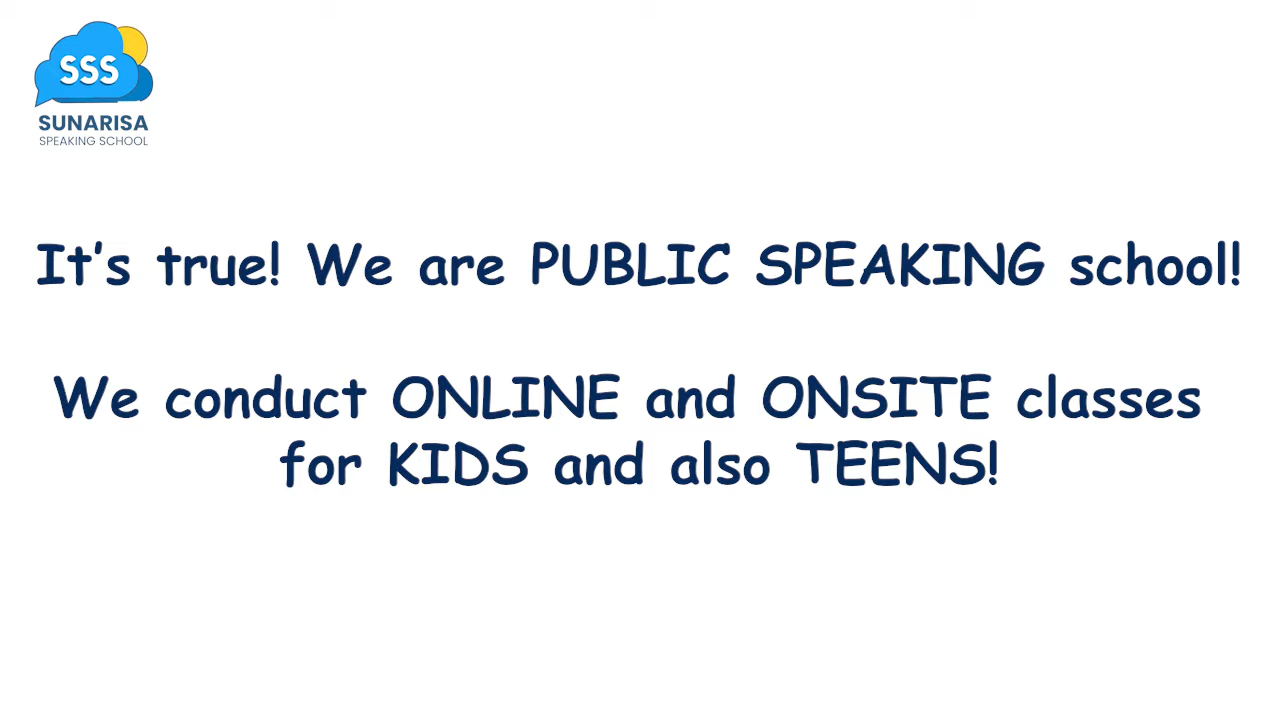 SSS
SUNARISA
SPEAKING SCHOOL
It's true! We are PUBLIC SPEAKING school!
We conduct ONLINE and ONSITE classes
for KIDS and also TEENS!